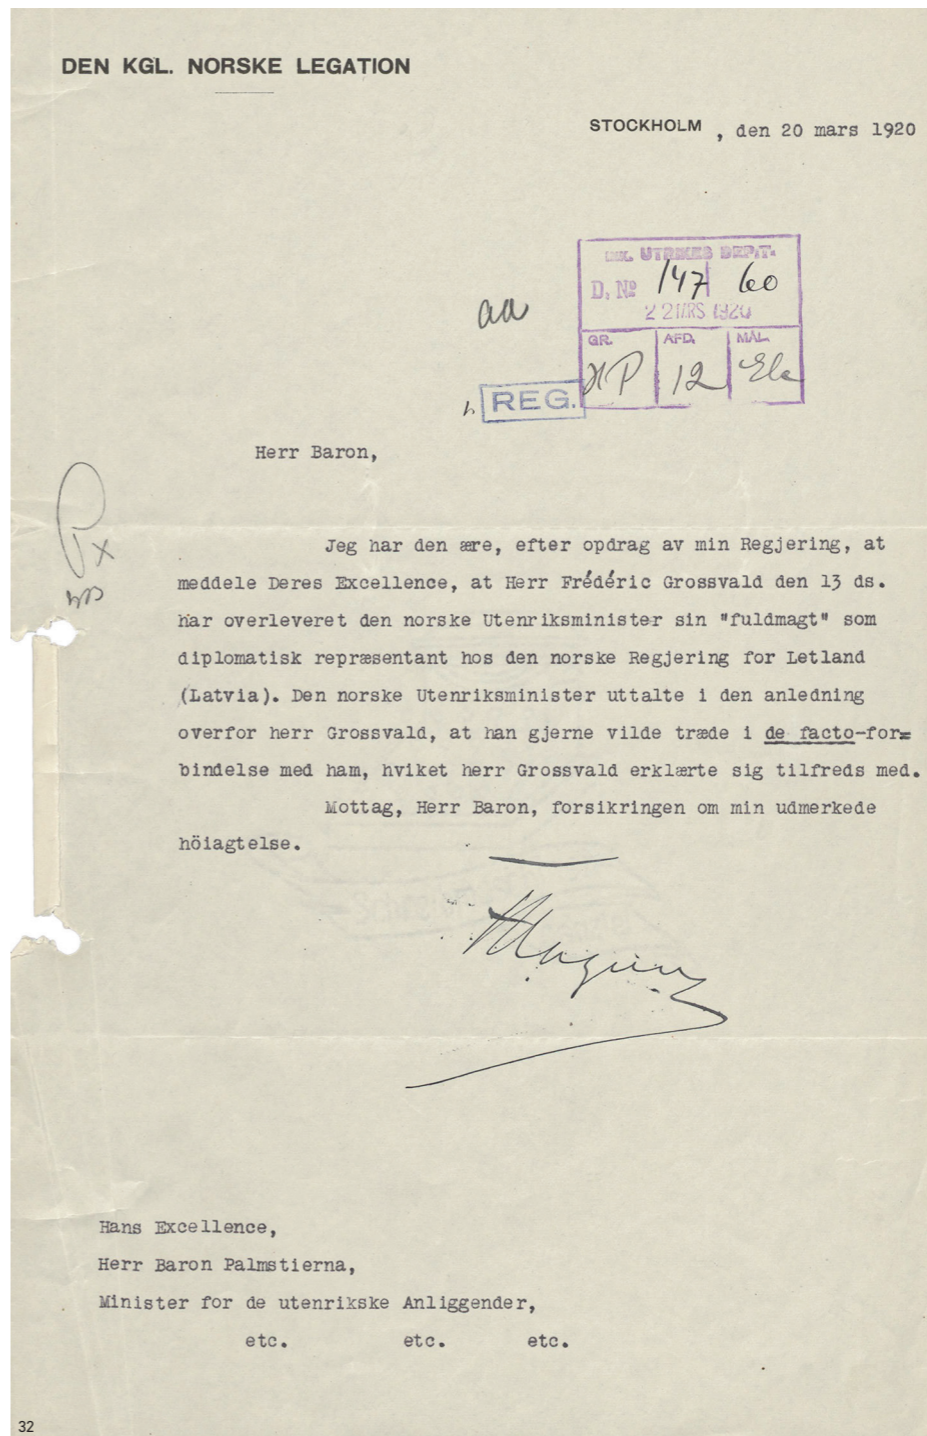 DEN KGL. NORSKE LEGATION
STOCKHOLM , den 20 mars 1920
KGL. UTRIKES DEP.T.
D. No 147 60
22 MRS 1920
GR. AFD. MÅL.
HP 12
REG.
Herr Baron,
Jeg har den ære, efter opdrag av min Regjering, at
meddele Deres Excellence, at Herr Frédéric Grossvald den 13 ds.
har overleveret den norske Utenriksminister sin "fuldmagt" som
diplomatisk repræsentant hos den norske Regjering for Letland
(Latvia). Den norske Utenriksminister uttalte i den anledning
overfor herr Grossvald, at han gjerne vilde træde i de facto-for=
bindelse med ham, hviket herr Grossvald erklærte sig tilfreds med.
Mottag, Herr Baron, forsikringen om min udmerkede
höiagtelse.
Hans Excellence,
Herr Baron Palmstierna,
Minister for de utenrikske Anliggender,
etc. etc. etc.
32